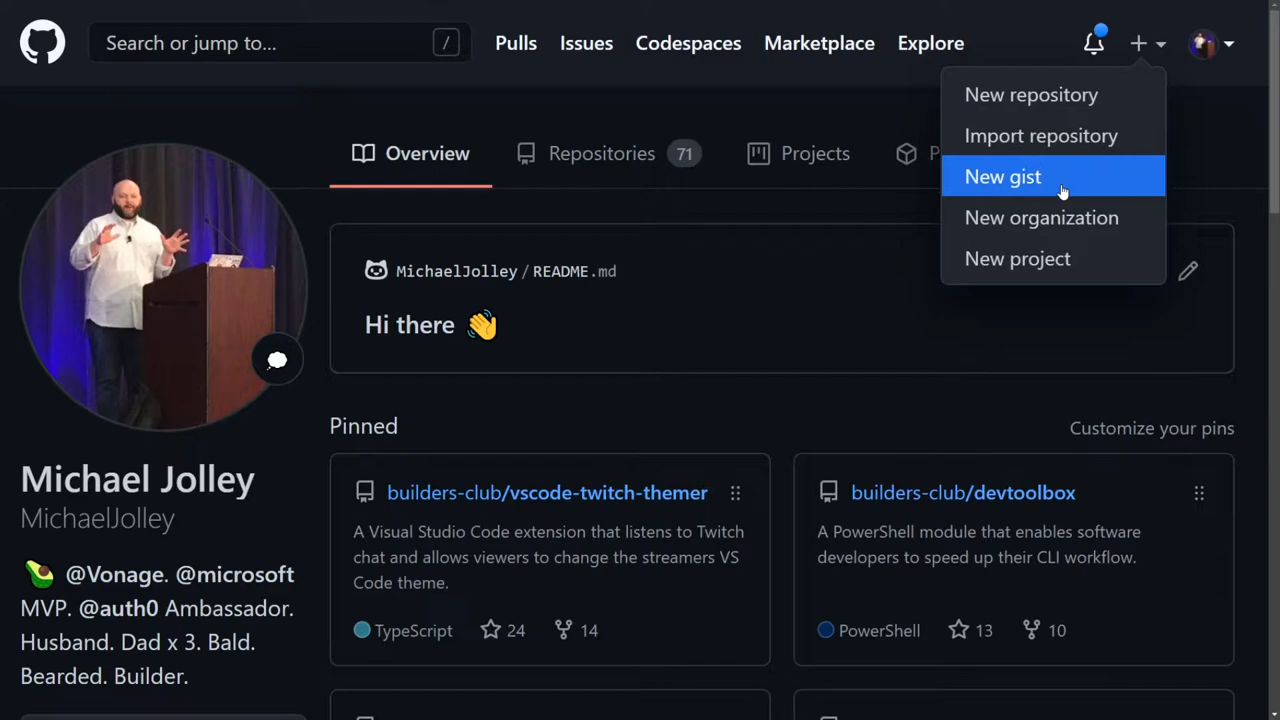 Search or jump to... /
Pulls Issues Codespaces Marketplace Explore
New repository
Import repository
New gist
New organization
New project
Overview
Repositories 71
Projects
P
MichaelJolley / README.md
Hi there 👋
Pinned
Customize your pins
builders-club/vscode-twitch-themer
A Visual Studio Code extension that listens to Twitch
chat and allows viewers to change the streamers VS
Code theme.
TypeScript 24 14
builders-club/devtoolbox
A PowerShell module that enables software
developers to speed up their CLI workflow.
PowerShell 13 10
Michael Jolley
MichaelJolley
🥑 @Vonage. @microsoft
MVP. @auth0 Ambassador.
Husband. Dad x 3. Bald.
Bearded. Builder.